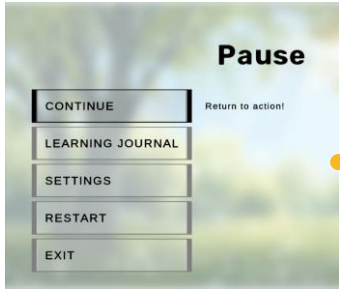 Pause
CONTINUE
Return to action!
LEARNING JOURNAL
SETTINGS
RESTART
EXIT